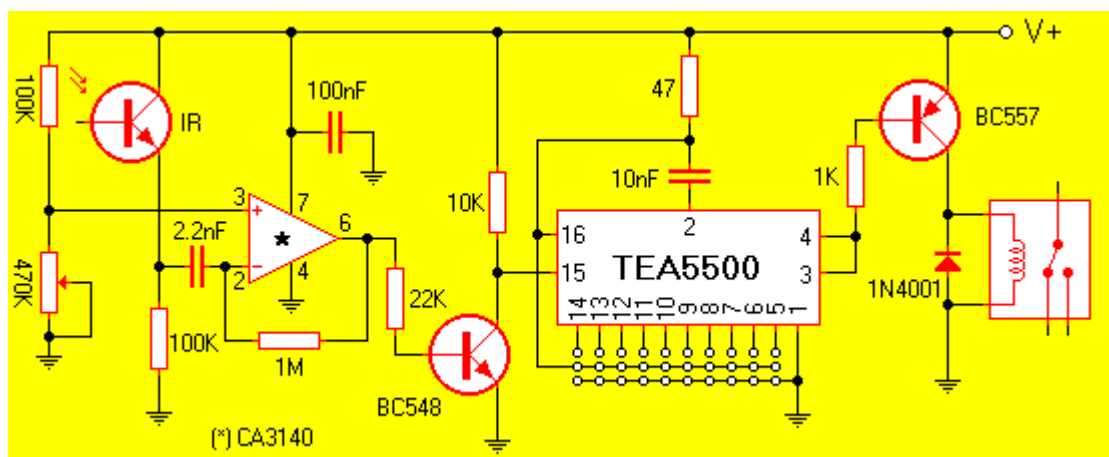 V+
100K
IR
100nF
47
BC557
10nF
1K
3
7
6
2.2nF
★
2
4
10K
16
2
4
15
TEA5500
3
470K
22K
1N4001
14 13 12 11 10 9 8 7 6 5 1
100K
1M
BC548
(*) CA3140